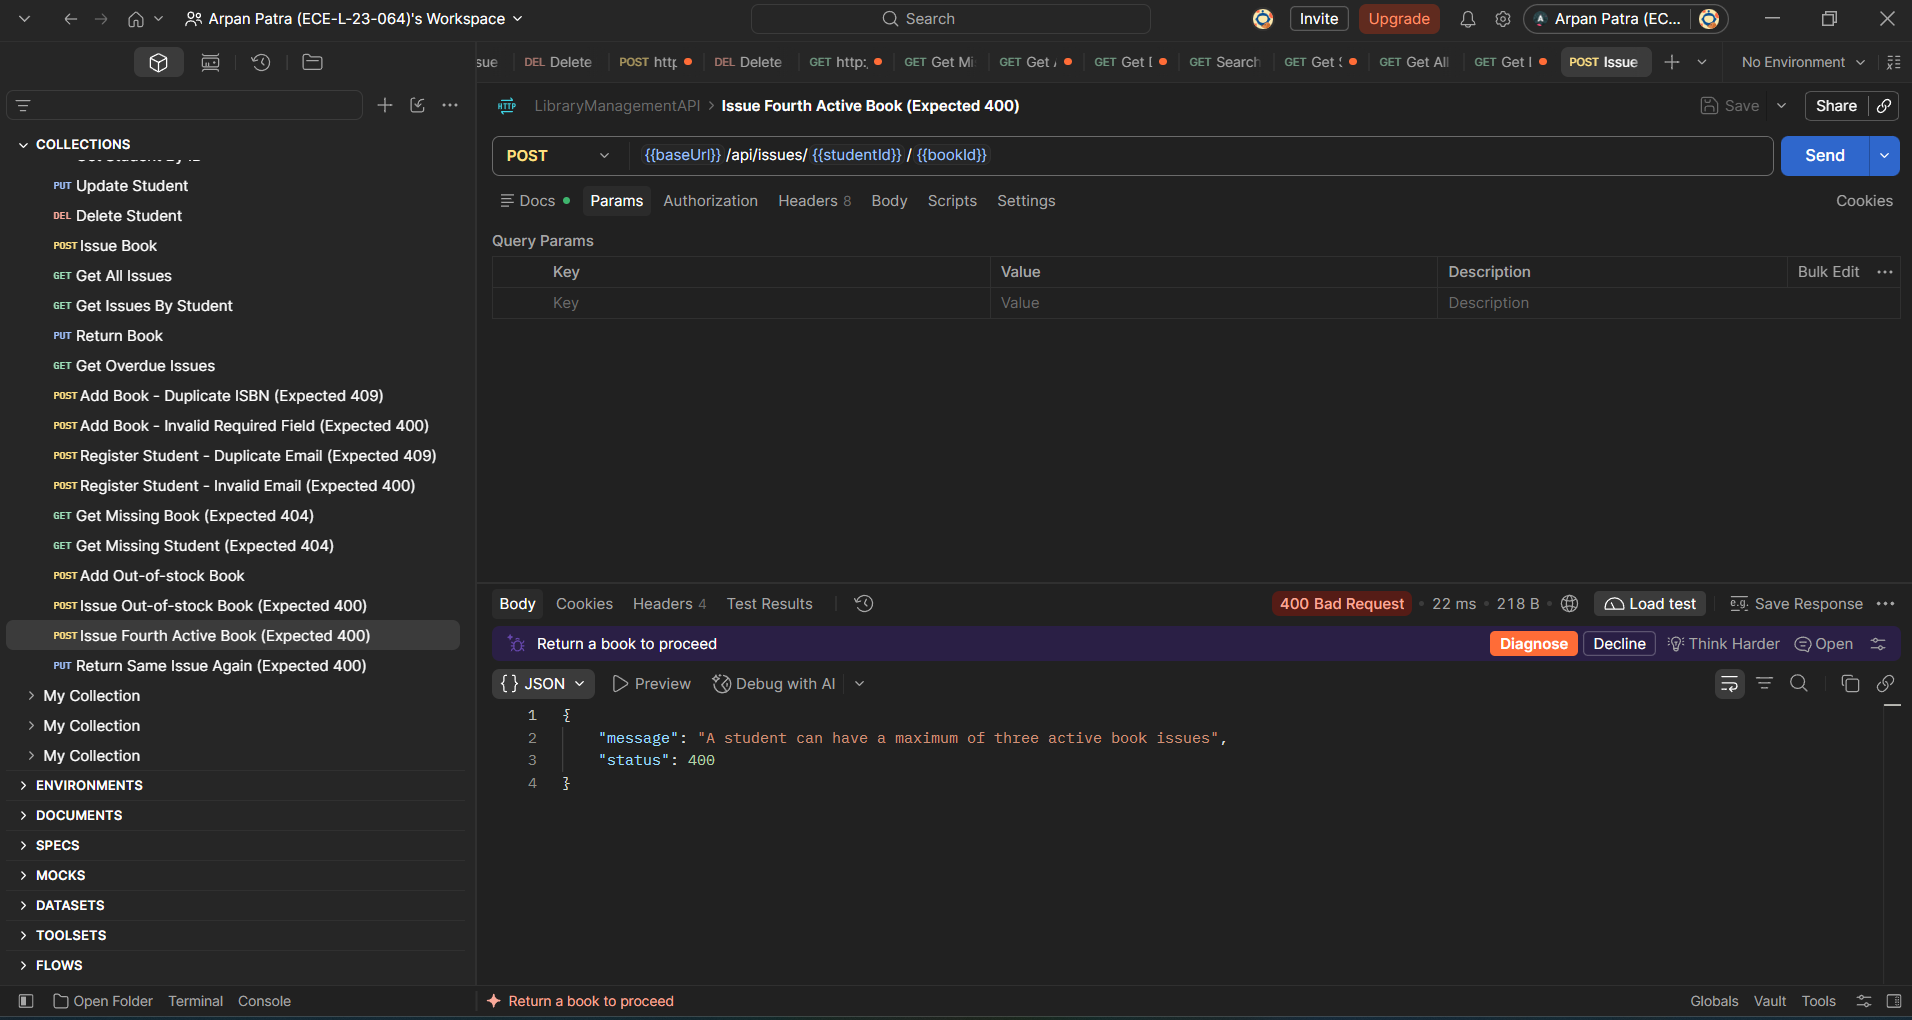 Arpan Patra (ECE-L-23-064)'s Workspace
Search
Invite
Upgrade
Arpan Patra (EC...
sue
DEL Delete
POST http
DEL Delete
GET http:
GET Get Mi
GET Get
GET Get
GET Search
GET Get
GET Get All
GET Get
POST Issue
No Environment
HTTP LibraryManagementAPI > Issue Fourth Active Book (Expected 400)
Save
Share
COLLECTIONS
PUT Update Student
DEL Delete Student
POST Issue Book
GET All Issues
GET Issues By Student
PUT Return Book
GET Get Overdue Issues
POST Add Book - Duplicate ISBN (Expected 409)
POST Add Book - Invalid Required Field (Expected 400)
POST Register Student - Duplicate Email (Expected 409)
POST Register Student - Invalid Email (Expected 400)
GET Get Missing Book (Expected 404)
GET Get Missing Student (Expected 404)
POST Add Out-of-stock Book
POST Issue Out-of-stock Book (Expected 400)
POST Issue Fourth Active Book (Expected 400)
PUT Return Same Issue Again (Expected 400)
My Collection
My Collection
My Collection
ENVIRONMENTS
DOCUMENTS
SPECS
MOCKS
DATASETS
TOOLSETS
FLOWS
POST
{{baseUrl}} /api/issues/ {{studentId}} / {{bookId}}
Send
Docs
Params
Authorization
Headers 8
Body
Scripts
Settings
Cookies
Query Params
Key
Value
Description
Bulk Edit
Key
Value
Description
Body
Cookies
Headers 4
Test Results
400 Bad Request
22 ms
218 B
Load test
e.g. Save Response
Return a book to proceed
Diagnose
Decline
Think Harder
Open
{} JSON
Preview
Debug with AI
1 {
2 "message": "A student can have a maximum of three active book issues",
3 "status": 400
4 }
Open Folder
Terminal
Console
Return a book to proceed
Globals
Vault
Tools